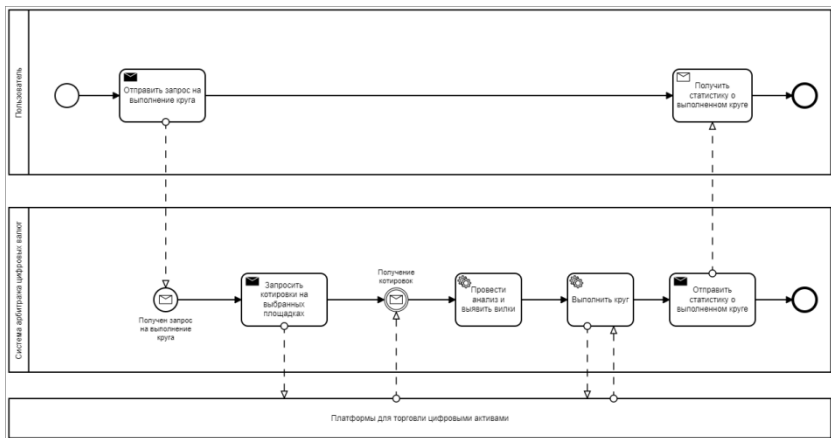 Пользователь
Отправить запрос на
выполнение круга
Получить
статистику о
выполненном круге
Система арбитража цифровых валют
Получен запрос
на выполнение
круга
Запросить
котировки на
выбранных
площадках
Получение
котировок
Провести
анализ и
выявить вилки
Выполнить круг
Отправить
статистику о
выполненном круге
Платформы для торговли цифровыми активами